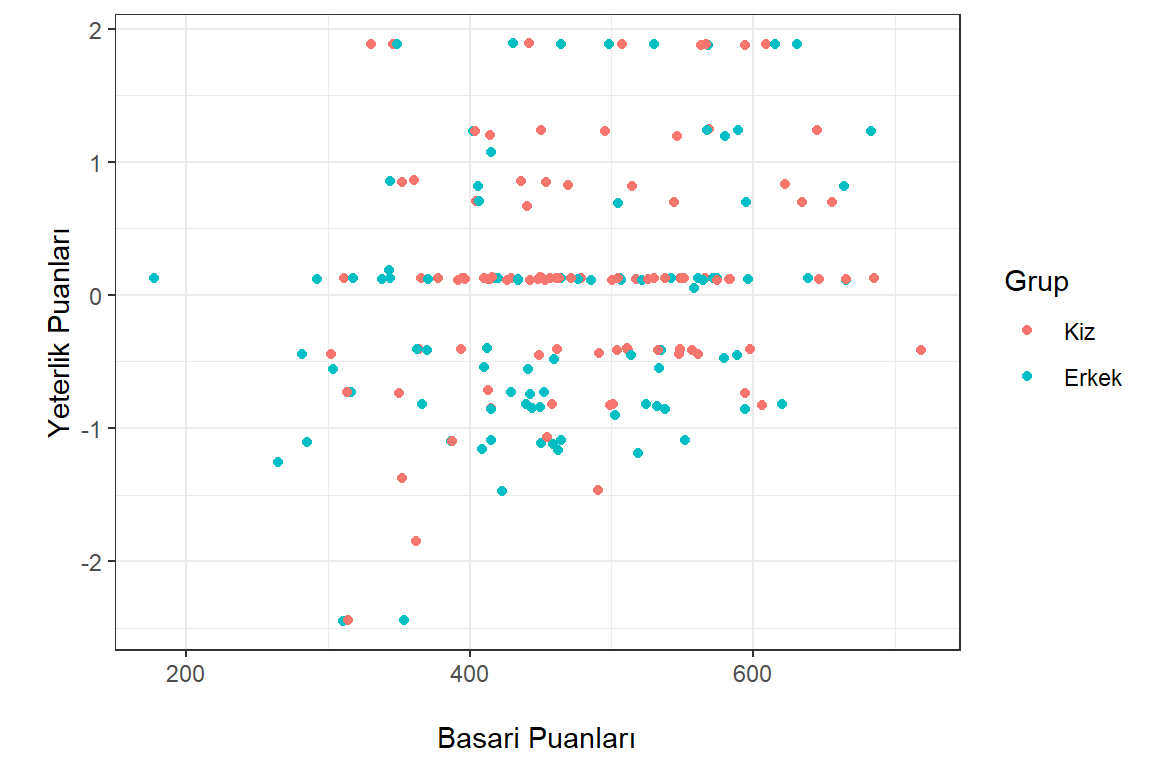 2
1
0
-1
-2
Yeterlik Puanları
200
400
600
Basari Puanları
Grup
Kiz
Erkek